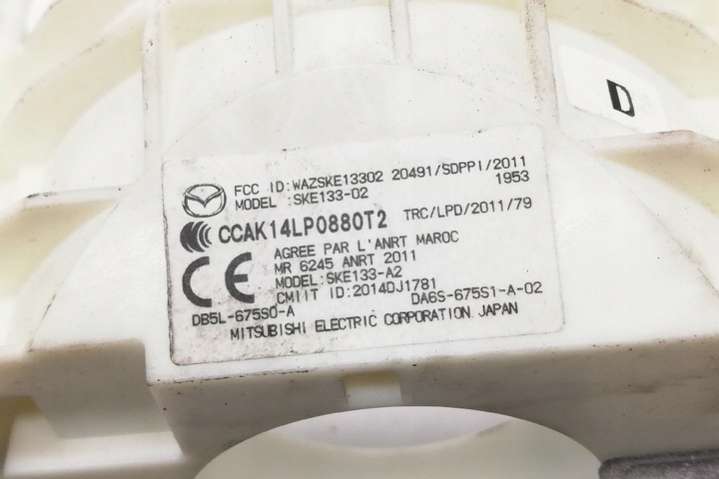 D
FCC ID:WAZSKE13302 20491/SDPPI/2011
MODEL :SKE133-02 1953
CCAK14LP0880T2 TRC/LPD/2011/79
AGREE PAR L'ANRT MAROC
MR 6245 ANRT 2011
MODEL:SKE133-A2
CE CMIIT ID:2014DJ1781
DB5L-675S0-A DA6S-675S1-A-02
MITSUBISHI ELECTRIC CORPORATION JAPAN